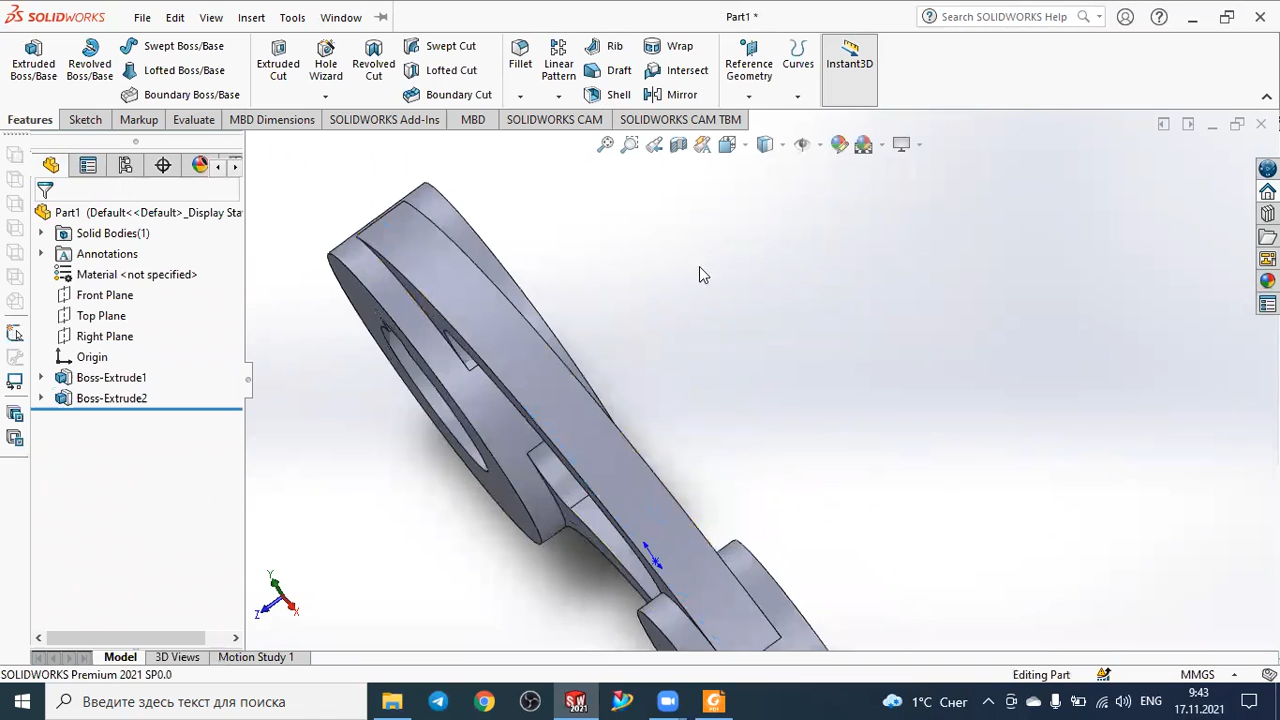 SOLIDWORKS File Edit View Insert Tools Window Part1 * Search SOLIDWORKS Help
Extruded Boss/Base
Revolved Boss/Base
Swept Boss/Base
Lofted Boss/Base
Boundary Boss/Base
Extruded Cut
Hole Wizard
Revolved Cut
Swept Cut
Lofted Cut
Boundary Cut
Fillet
Linear Pattern
Rib
Draft
Shell
Wrap
Intersect
Mirror
Reference Geometry
Curves
Instant3D
Features Sketch Markup Evaluate MBD Dimensions SOLIDWORKS Add-Ins MBD SOLIDWORKS CAM SOLIDWORKS CAM TBM
Part1 (Default<<Default>_Display Sta
Solid Bodies(1)
Annotations
Material <not specified>
Front Plane
Top Plane
Right Plane
Origin
Boss-Extrude1
Boss-Extrude2
Y
Z X
Model 3D Views Motion Study 1
SOLIDWORKS Premium 2021 SP0.0 Editing Part MMGS
Введите здесь текст для поиска
1°C Снег
ENG
9:43
17.11.2021